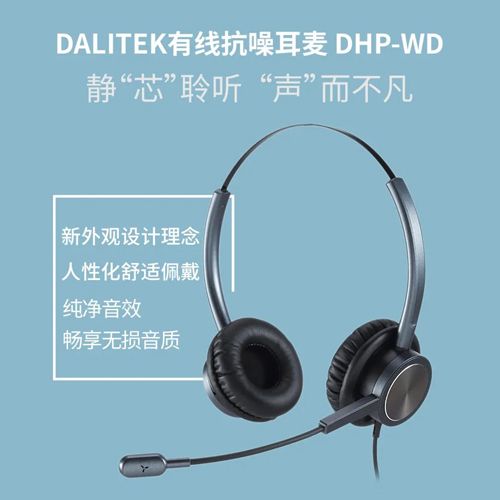 DALITEK有线抗噪耳麦 DHP-WD
静“芯”聆听 “声”而不凡
新外观设计理念
人性化舒适佩戴
纯净音效
畅享无损音质